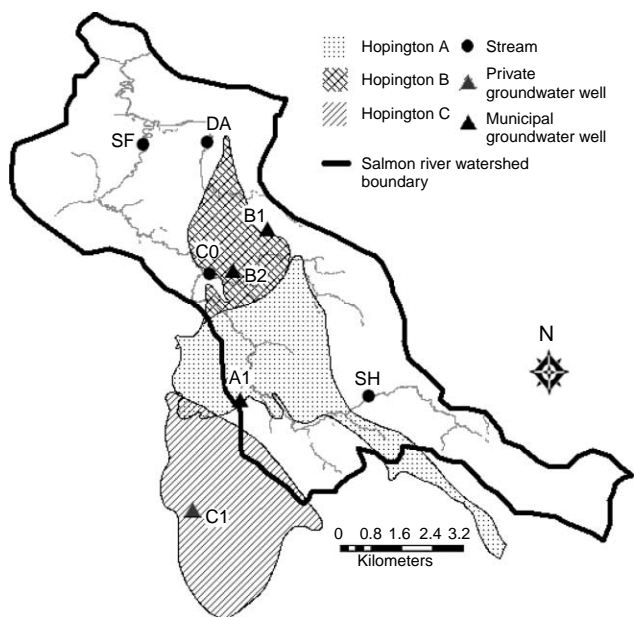 Hopington A
Stream
Hopington B
Private
groundwater well
Hopington C
Municipal
groundwater well
Salmon river watershed
boundary
SF
DA
B1
C0
B2
N
A1
SH
C1
0 0.8 1.6 2.4 3.2
Kilometers